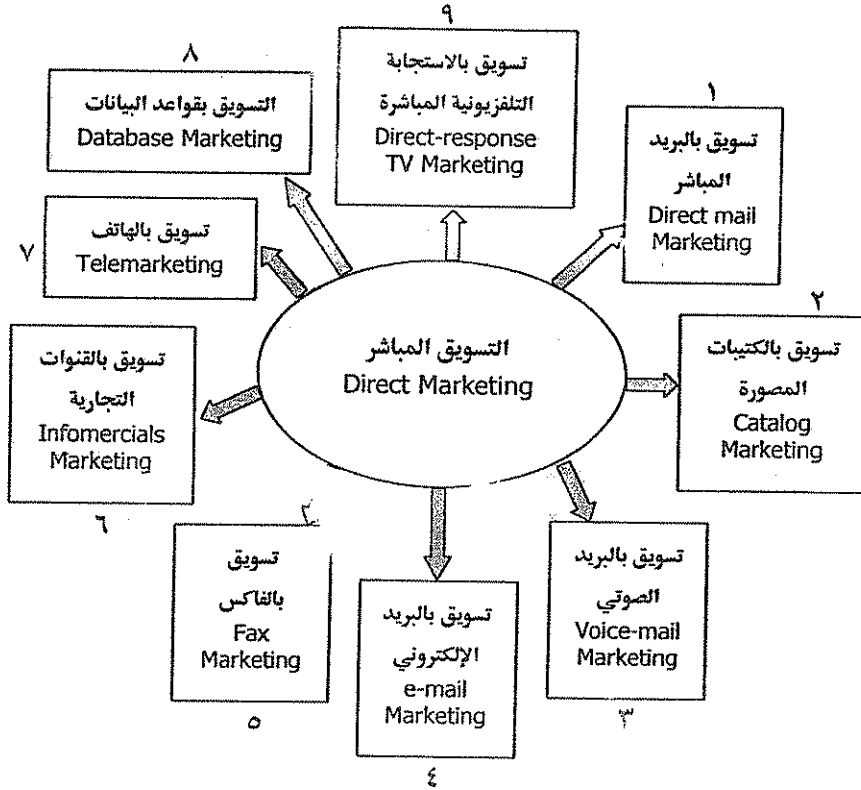 التسويق المباشر
Direct Marketing
١
تسويق بالبريد
المباشر
Direct mail
Marketing
٢
تسويق بالكتيبات
المصورة
Catalog
Marketing
تسويق بالبريد
الصوتي
Voice-mail
Marketing
٣
تسويق بالبريد
الإلكتروني
e-mail
Marketing
٤
تسويق
بالفاكس
Fax
Marketing
٥
تسويق بالقنوات
التجارية
Infomercials
Marketing
٦
٧
تسويق بالهاتف
Telemarketing
٨
التسويق بقواعد البيانات
Database Marketing
٩
تسويق بالاستجابة
التلفزيونية المباشرة
Direct-response
TV Marketing